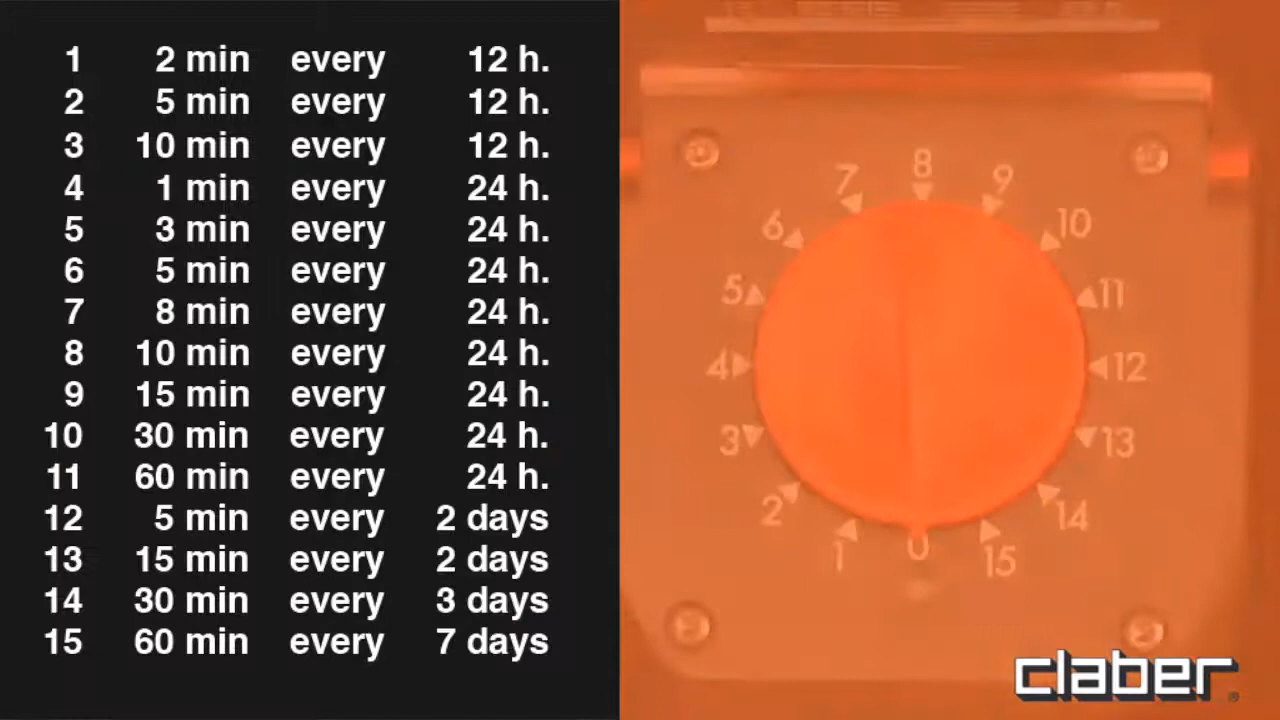 1 2 min every 12 h.
2 5 min every 12 h.
3 10 min every 12 h.
4 1 min every 24 h.
5 3 min every 24 h.
6 5 min every 24 h.
7 8 min every 24 h.
8 10 min every 24 h.
9 15 min every 24 h.
10 30 min every 24 h.
11 60 min every 24 h.
12 5 min every 2 days
13 15 min every 2 days
14 30 min every 3 days
15 60 min every 7 days
8
7 9
6 10
5 11
4 12
3 13
2 14
1 0 15
claber